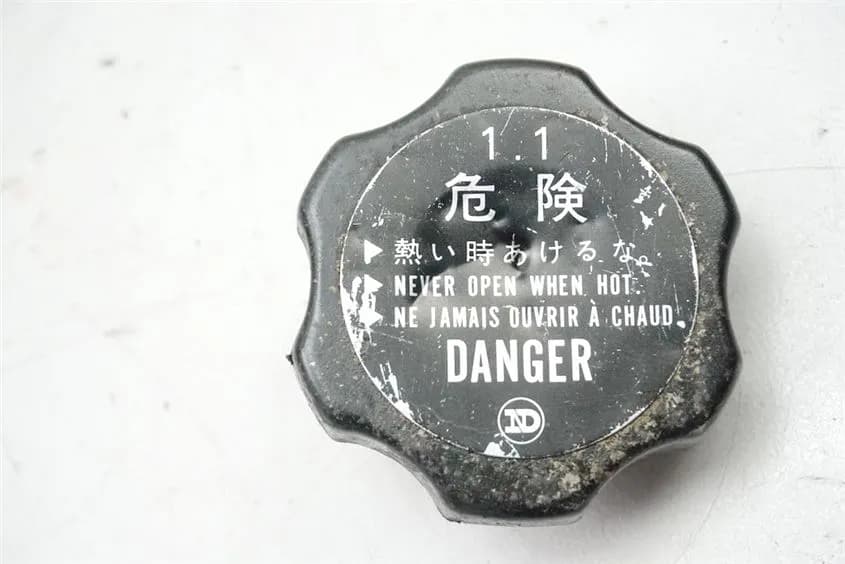 1.1
危険
▶ 熱い時あけるな
▶ NEVER OPEN WHEN HOT.
▶ NE JAMAIS OUVRIR À CHAUD.
DANGER
ND